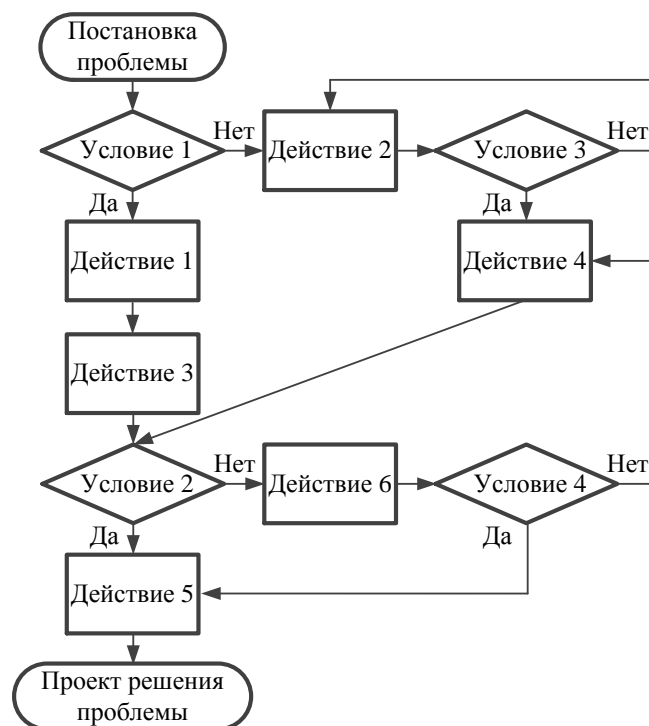 Постановка
проблемы
Условие 1
Нет
Действие 2
Условие 3
Нет
Да
Да
Действие 1
Действие 4
Действие 3
Условие 2
Нет
Действие 6
Условие 4
Нет
Да
Да
Действие 5
Проект решения
проблемы